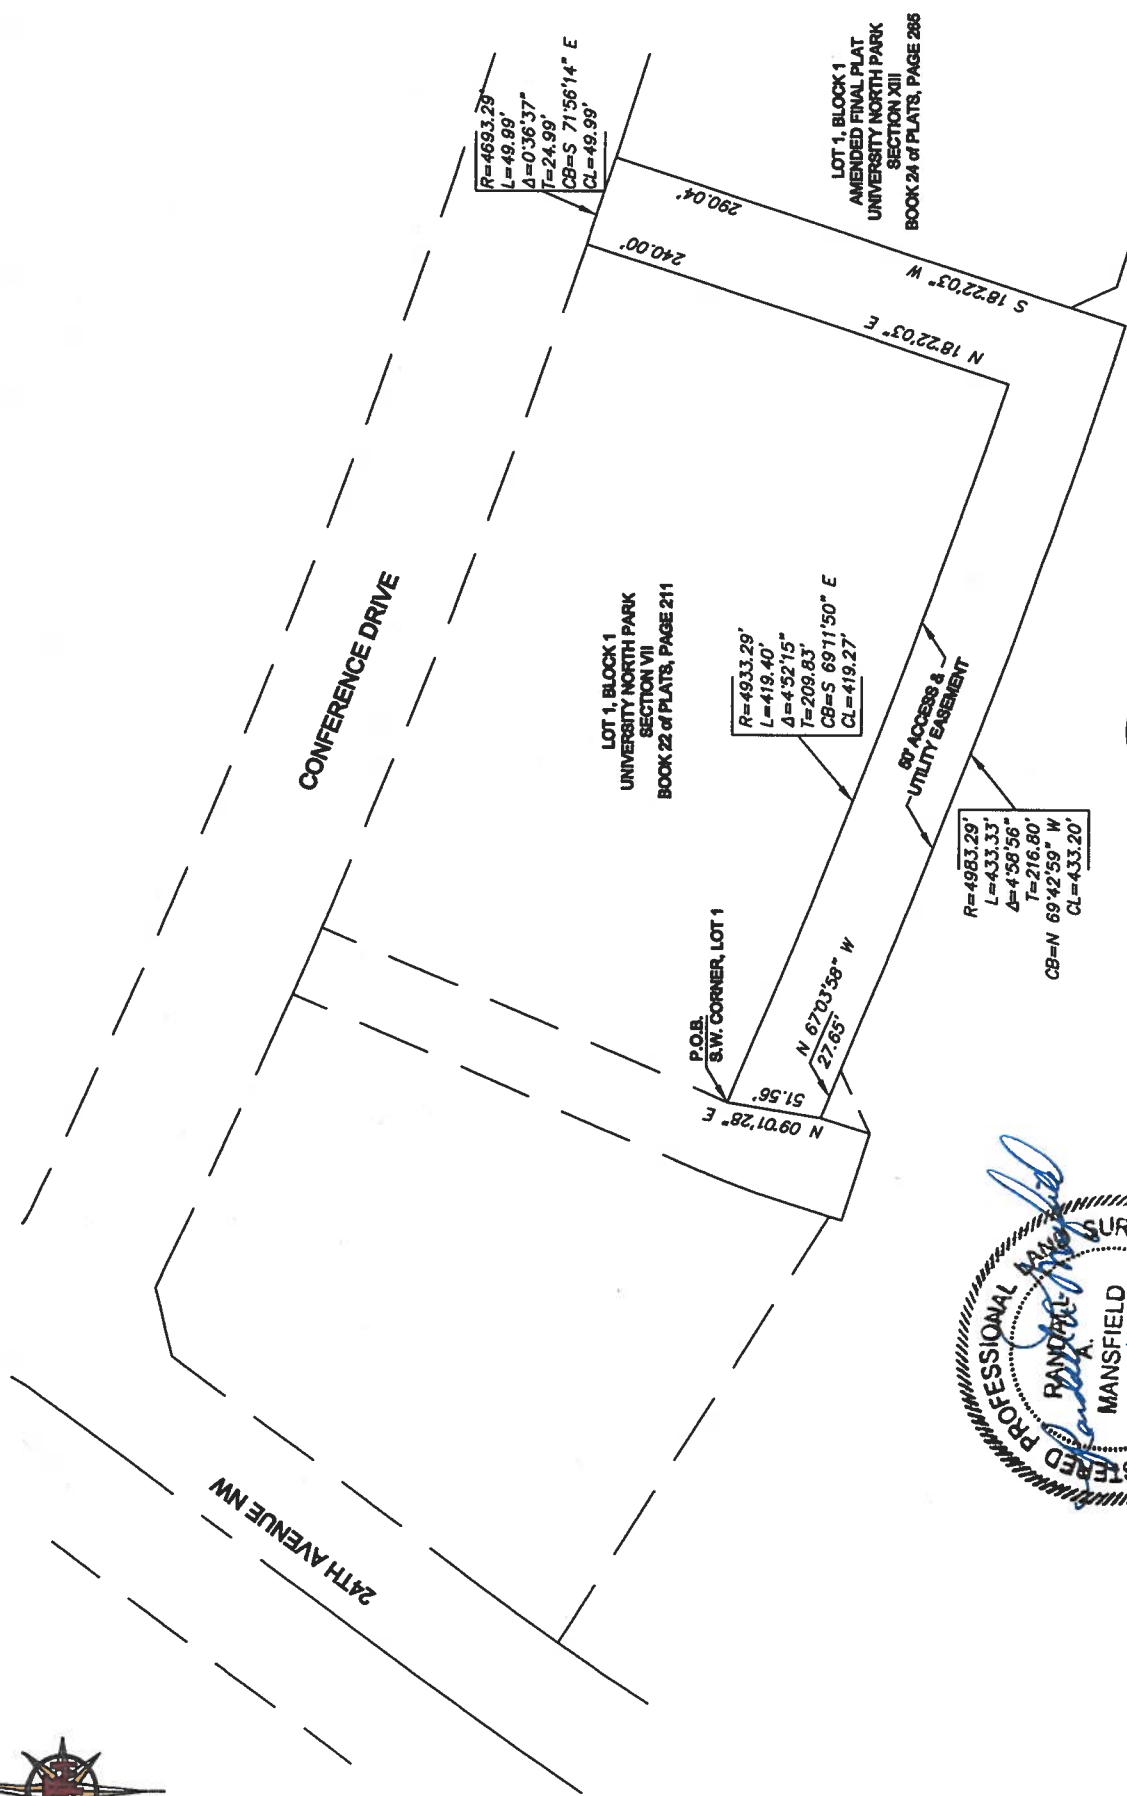 R=4693.29'
L=49.99'
Δ=0°36'37"
T=24.99'
CB=S 71°56'14" E
CL=49.99'
LOT 1, BLOCK 1
AMENDED FINAL PLAT
UNIVERSITY NORTH PARK
SECTION XIII
BOOK 24 of PLATS, PAGE 265
290.04'
S 18°22'03" W
240.00'
N 18°22'03" E
CONFERENCE DRIVE
LOT 1, BLOCK 1
UNIVERSITY NORTH PARK
SECTION VII
BOOK 22 of PLATS, PAGE 211
R=4933.29'
L=419.40'
Δ=4°52'15"
T=209.83'
CB=S 69°11'50" E
CL=419.27'
ACCESS &
UTILITY EASEMENT
R=4983.29'
L=433.33'
Δ=4°58'56"
T=216.80'
CB=N 69°42'59" W
CL=433.20'
P.O.B.
S.W. CORNER, LOT 1
N 67°03'58" W
27.65'
51.56'
N 09°01'28" E
24TH AVENUE NW
STERED PROFESSIONAL LAND SUR
RANDALL
A.
MANSFIELD